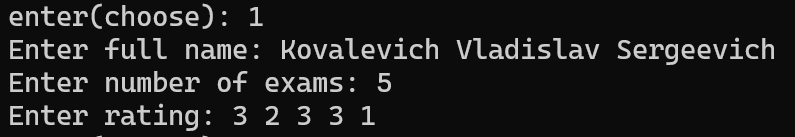 enter(choose): 1
Enter full name: Kovalevich Vladislav Sergeevich
Enter number of exams: 5
Enter rating: 3 2 3 3 1